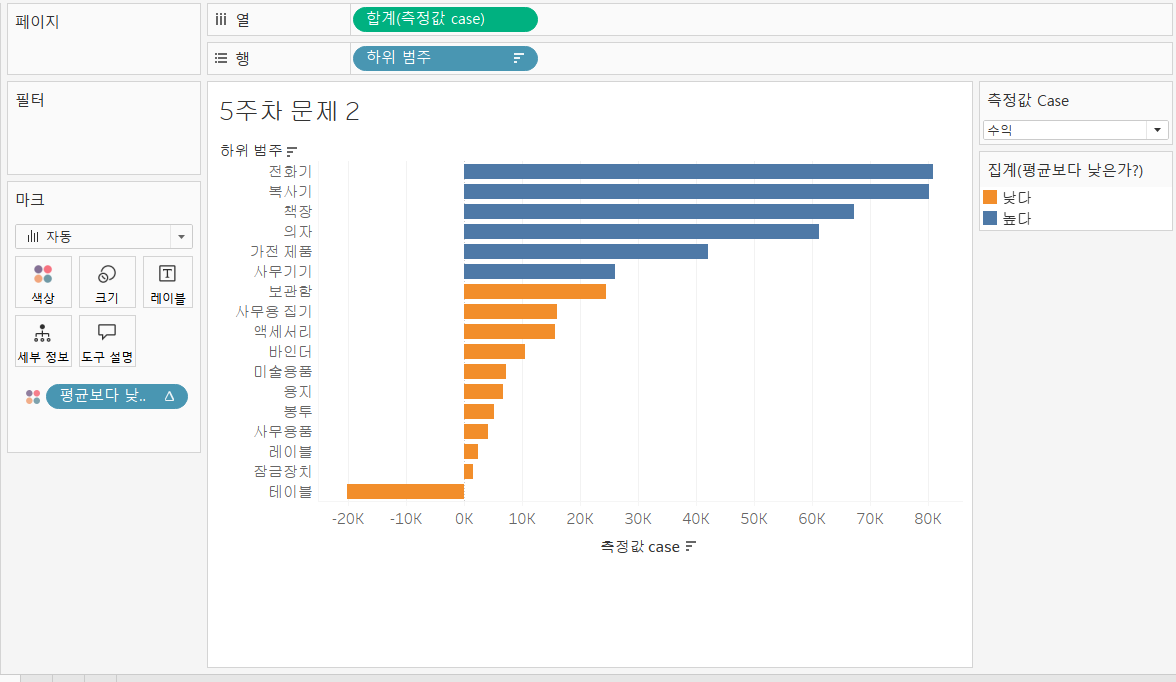 페이지
열
합계(측정값 case)
행
하위 범주
필터
마크
자동
색상
크기
레이블
세부 정보
도구 설명
평균보다 낮..
5주차 문제 2
하위 범주
전화기
복사기
책장
의자
가전 제품
사무기기
보관함
사무용 집기
액세서리
바인더
미술용품
용지
봉투
사무용품
레이블
잠금장치
테이블
-20K -10K 0K 10K 20K 30K 40K 50K 60K 70K 80K
측정값 case
측정값 Case
수익
집계(평균보다 낮은가?)
낮다
높다